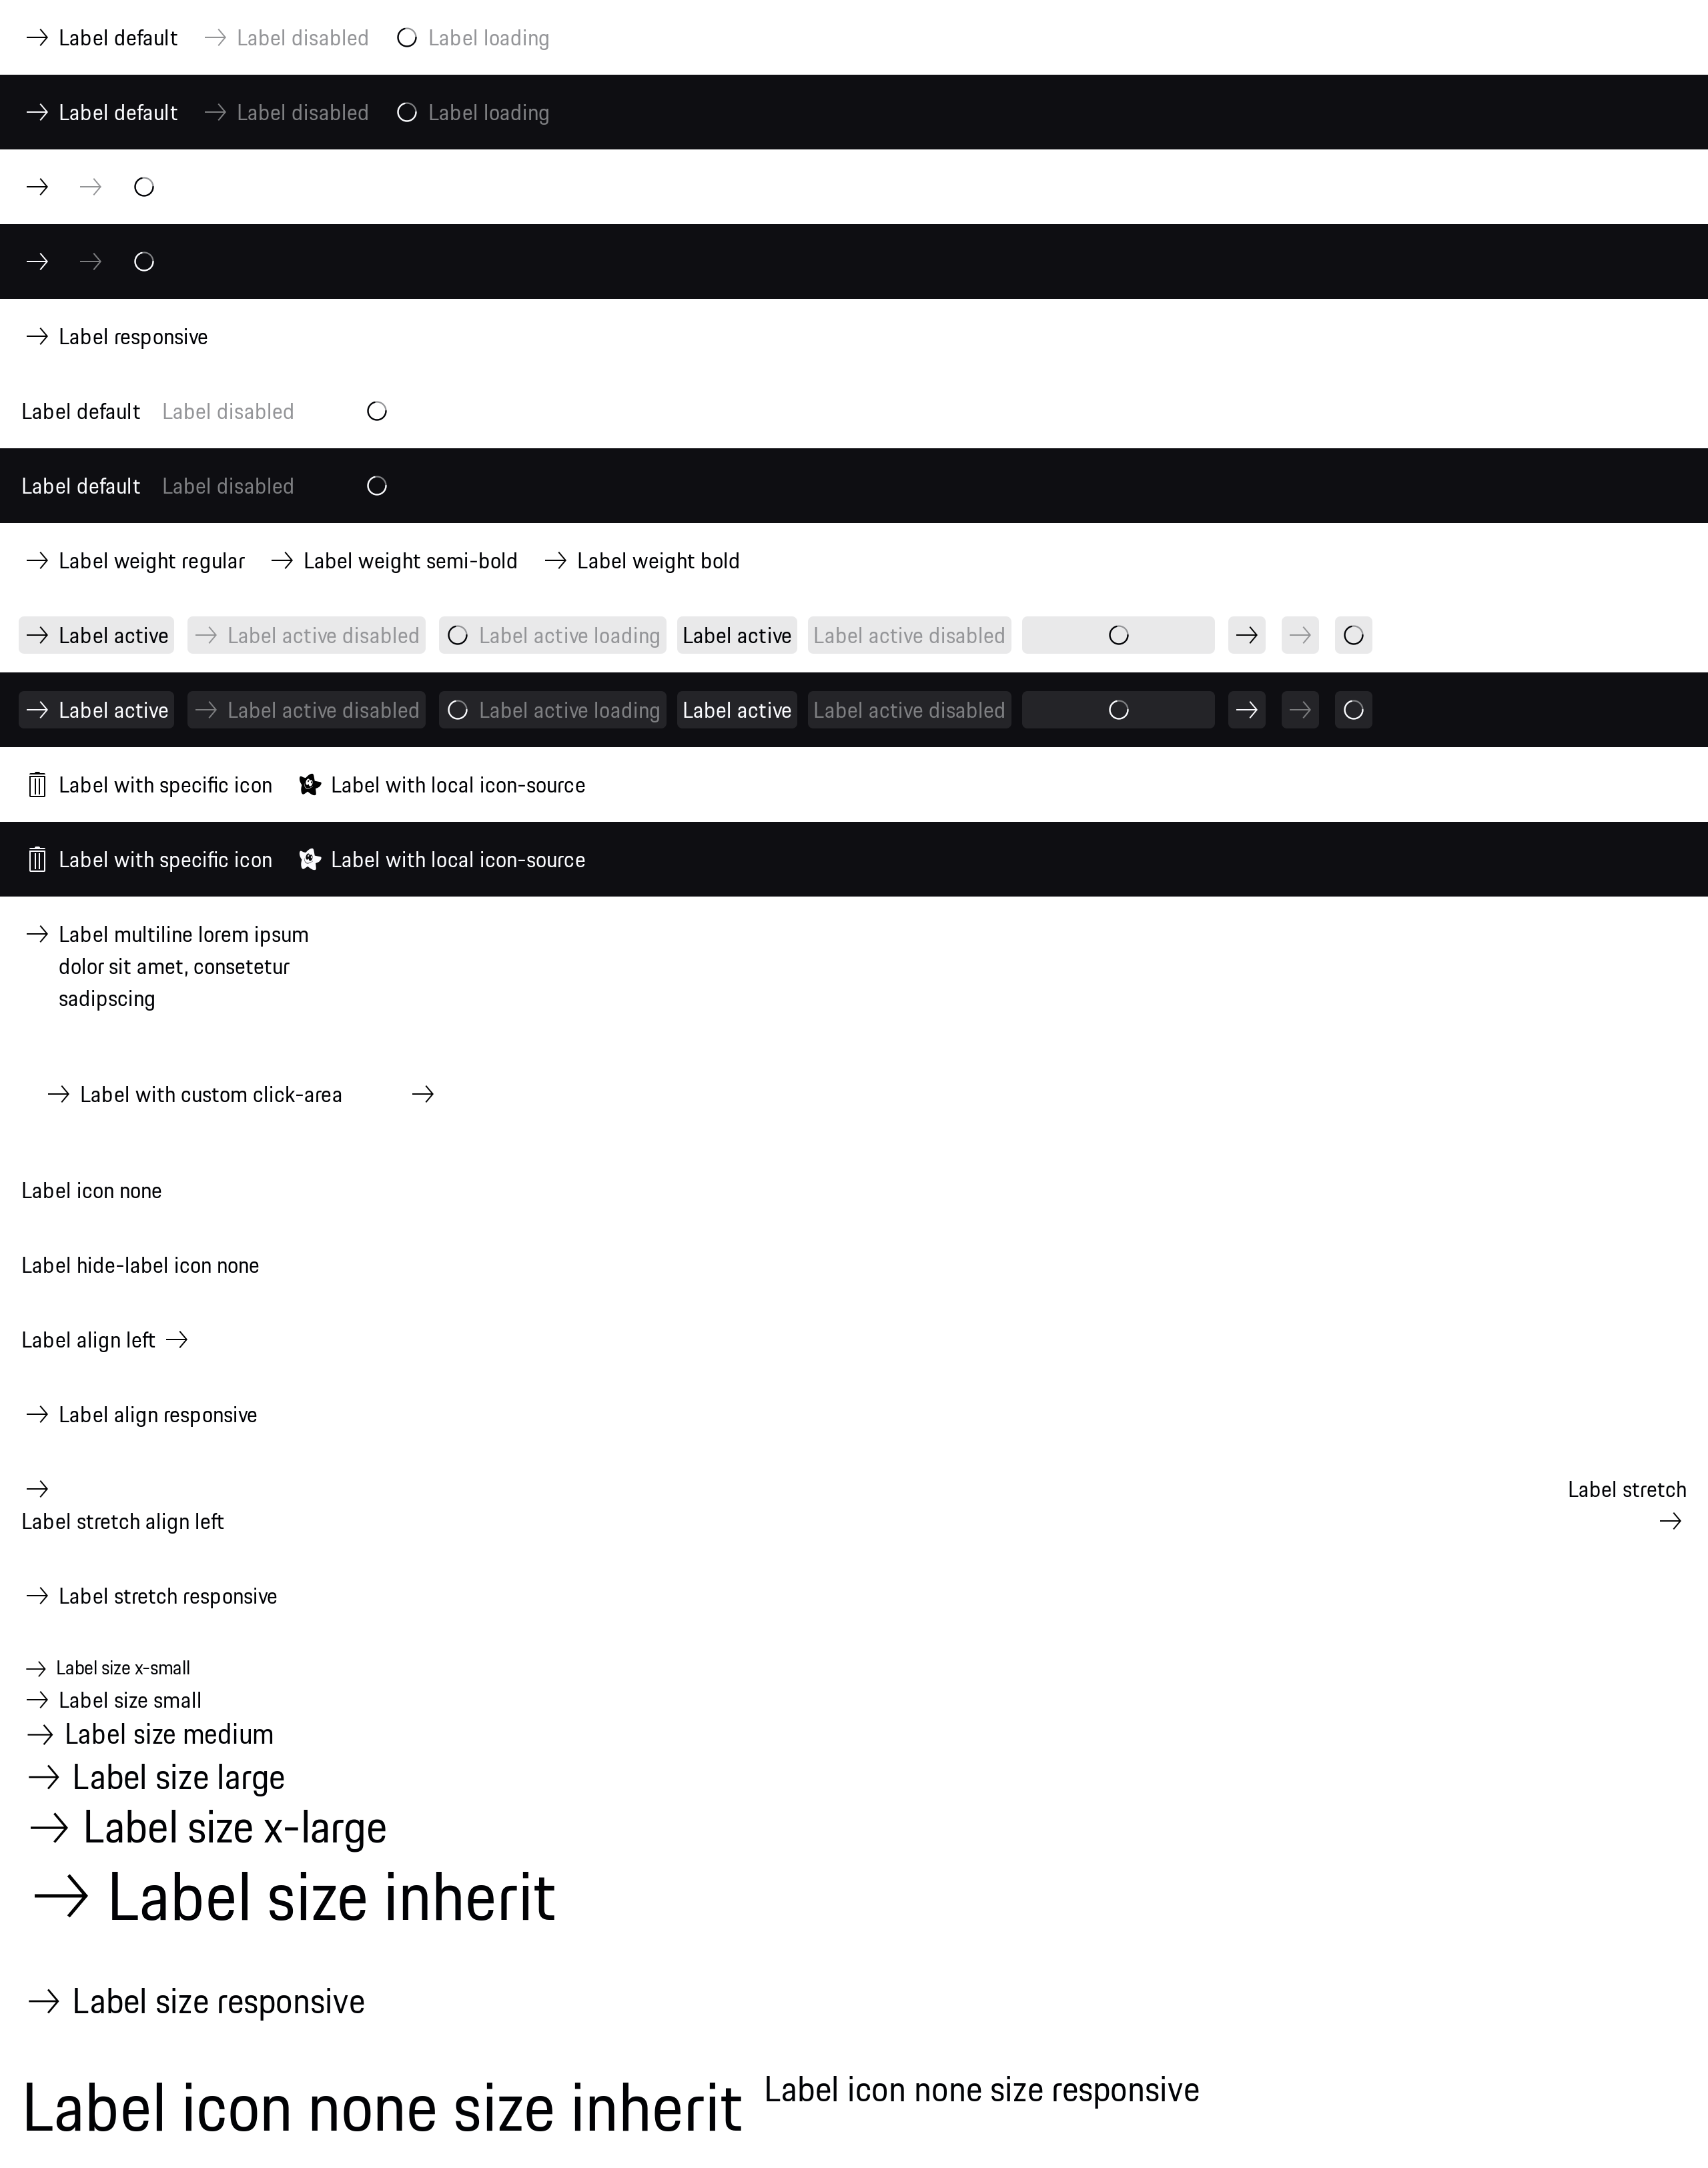 Label default Label disabled Label loading
Label default Label disabled Label loading
Label responsive
Label default Label disabled
Label default Label disabled
Label weight regular Label weight semi-bold Label weight bold
Label active Label active disabled Label active loading Label active Label active disabled
Label active Label active disabled Label active loading Label active Label active disabled
Label with specific icon Label with local icon-source
Label with specific icon Label with local icon-source
Label multiline lorem ipsum
dolor sit amet, consetetur
sadipscing
Label with custom click-area
Label icon none
Label hide-label icon none
Label align left
Label align responsive
Label stretch
Label stretch align left
Label stretch responsive
Label size x-small
Label size small
Label size medium
Label size large
Label size x-large
Label size inherit
Label size responsive
Label icon none size inherit Label icon none size responsive